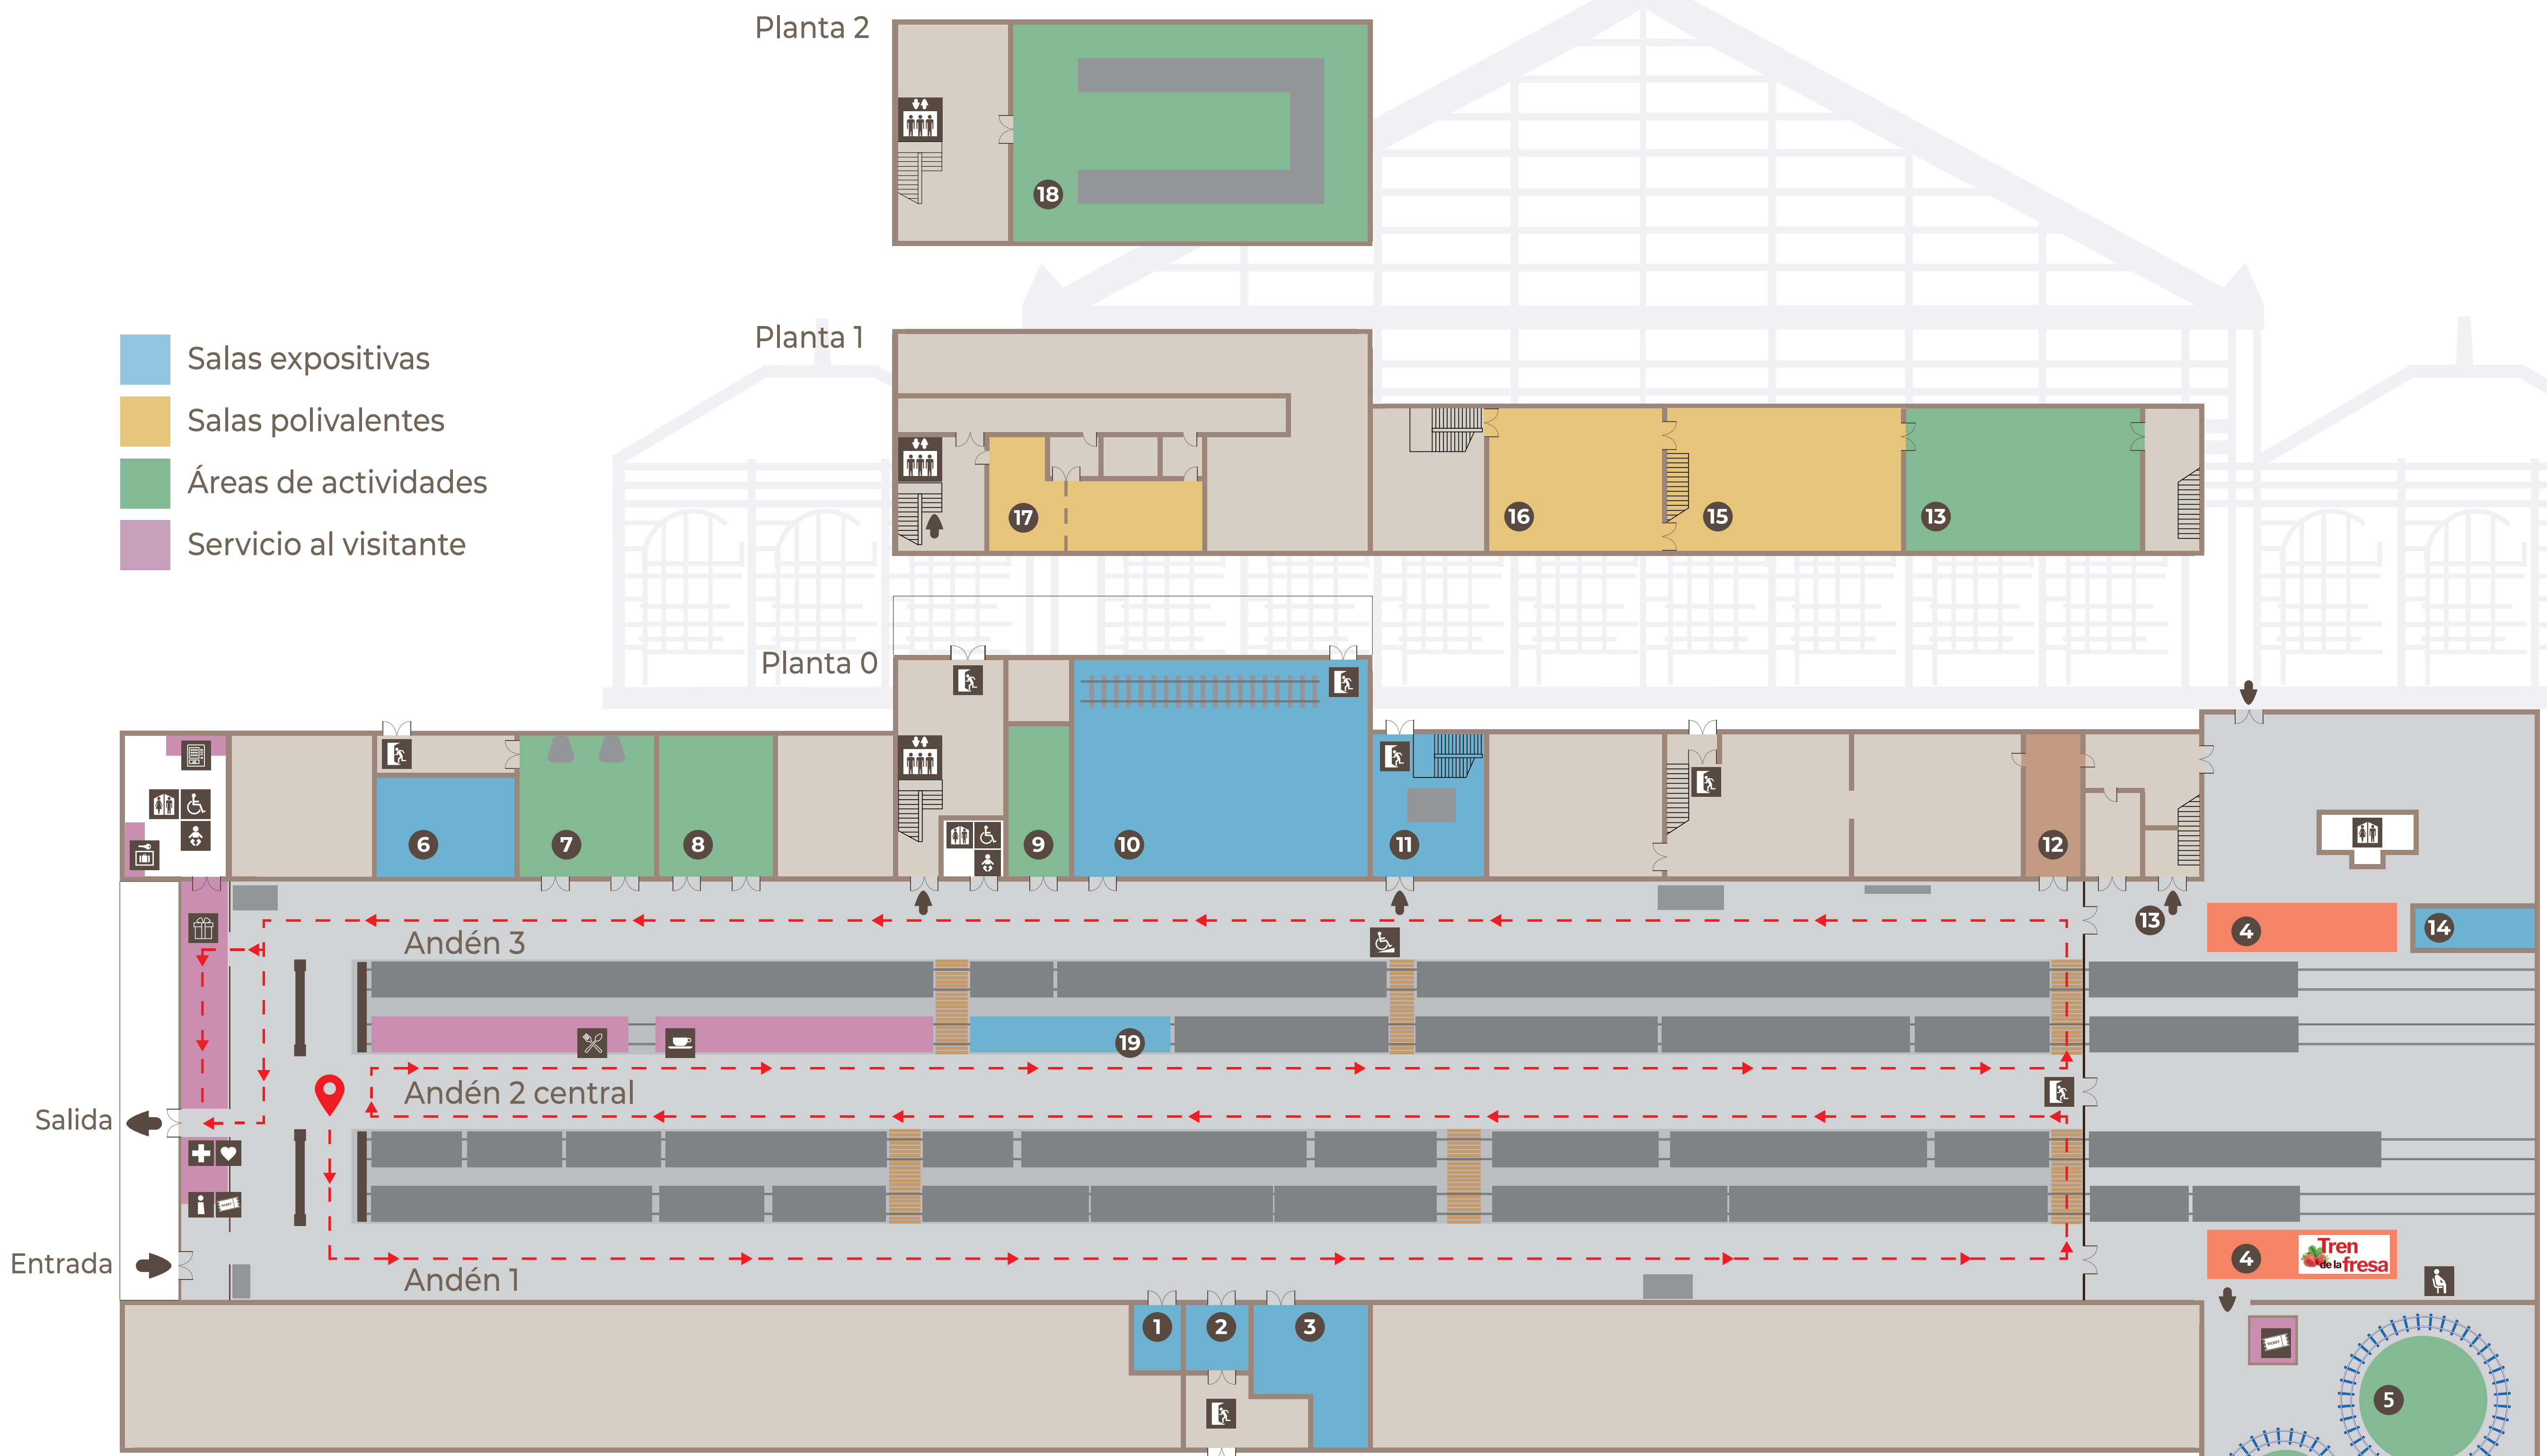 Planta 2
18
Planta 1
Salas expositivas
Salas polivalentes
Áreas de actividades
Servicio al visitante
17
16
15
13
Planta 0
6
7
8
9
10
11
12
13
4
14
Andén 3
19
Andén 2 central
Salida
Entrada
Andén 1
4
Tren
de la fresa
1
2
3
TICKET
5